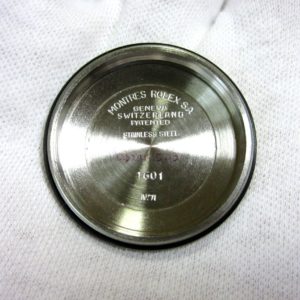 MONTRES ROLEX S.A
GENEVA
SWITZERLAND
PATENTED
STAINLESS STEEL
1601